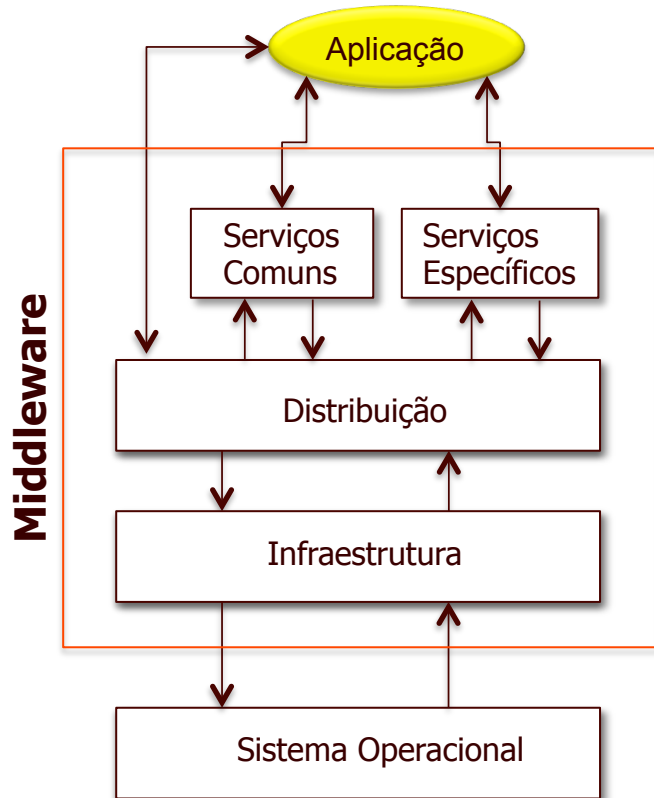 Aplicação
Serviços
Comuns
Serviços
Específicos
Middleware
Distribuição
Infraestrutura
Sistema Operacional